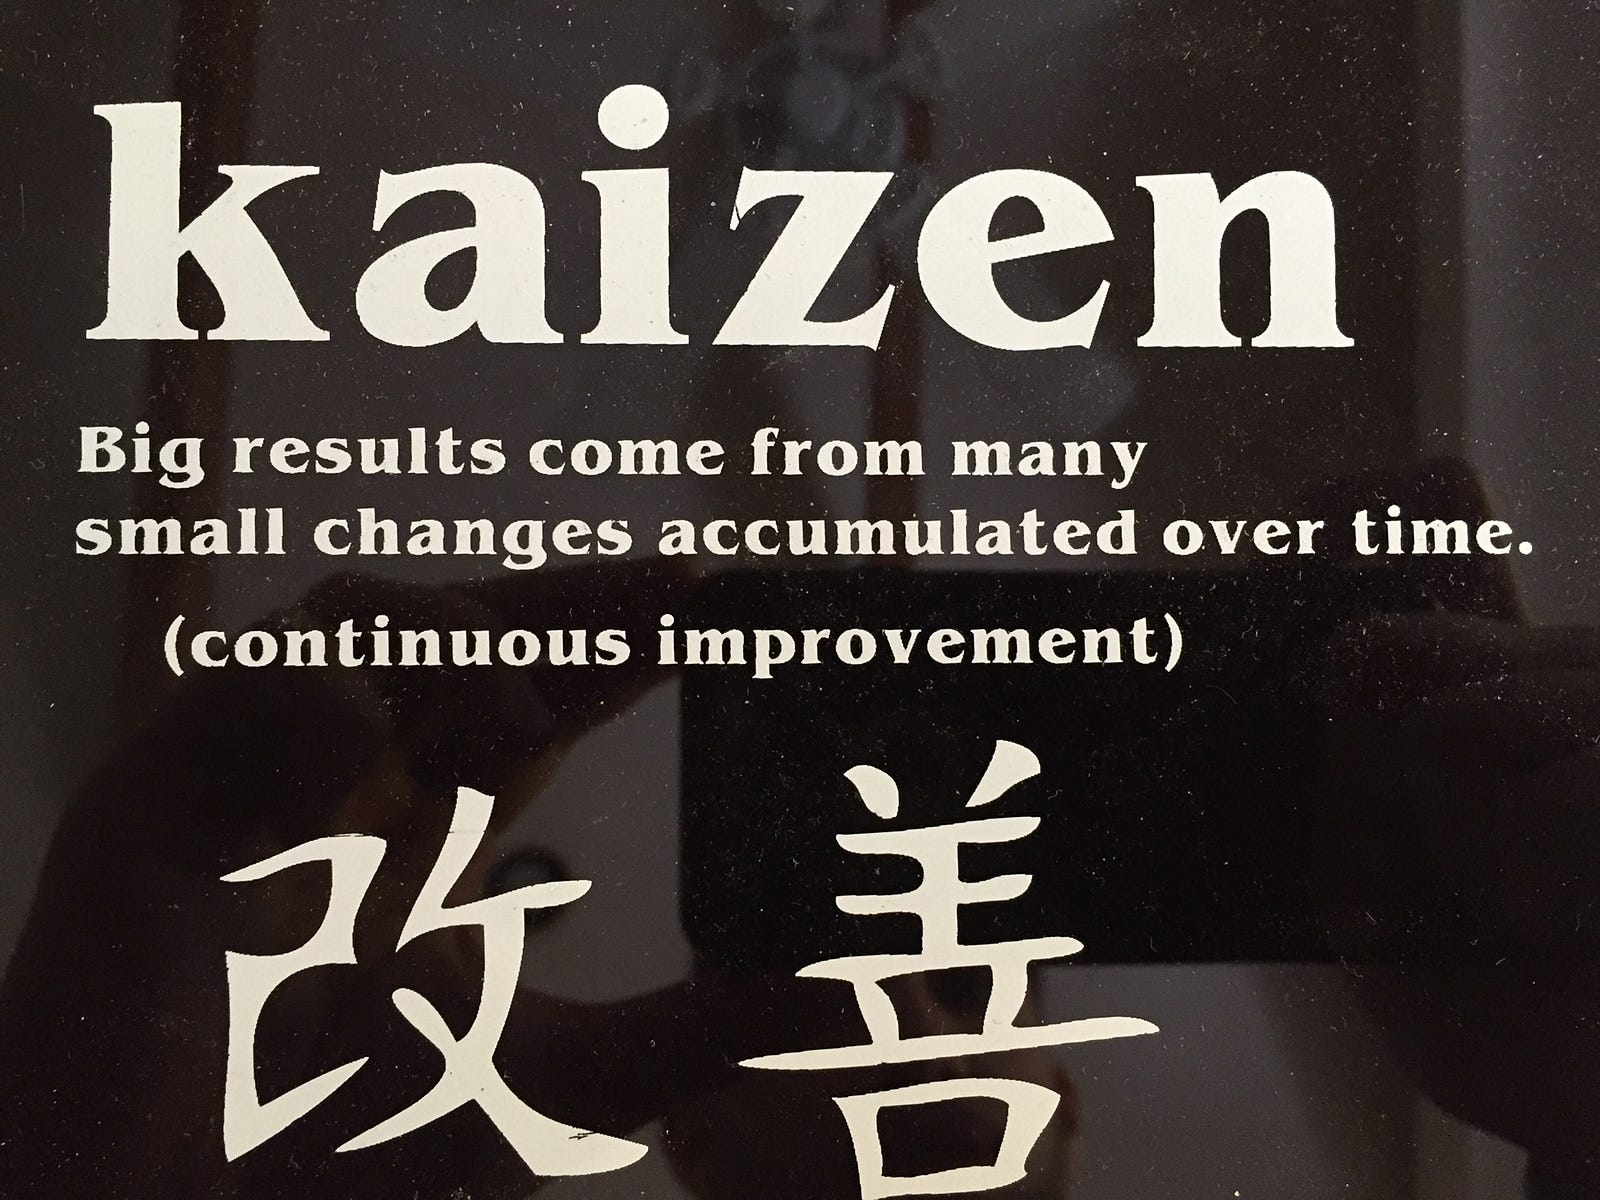 kaizen
Big results come from many
small changes accumulated over time.
(continuous improvement)
改善